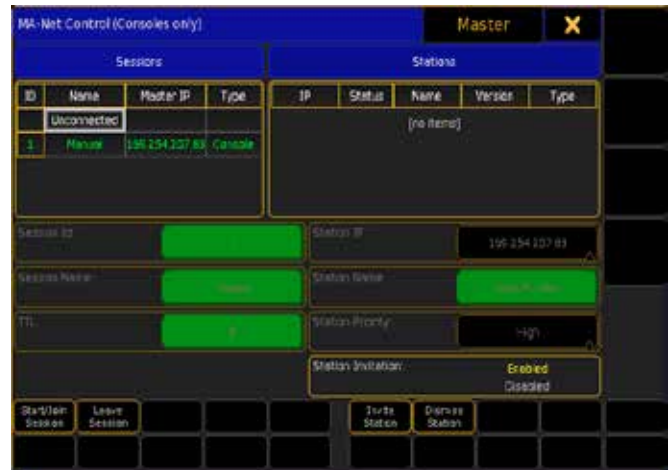 MA-Net Control (Consoles only)
Master
Sessions
Stations
ID Name Master IP Type
IP Status Name Version Type
Unconnected
[no items]
1 Manual Console
Session Id
Station IP
Session Name
Station Name
TTL
Station Priority
High
Station Invitation:
Enabled
Disabled
Start/Join Session
Leave Session
Invite Station
Dismiss Station